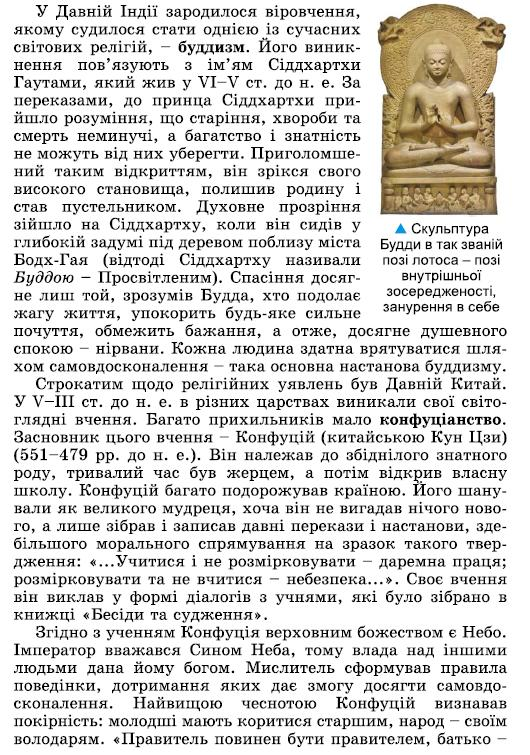 У Давній Індії зародилося віровчення,
якому судилося стати однією із сучасних
світових релігій, – буддизм. Його виник-
нення пов’язують з ім’ям Сіддхартхи
Гаутами, який жив у VI–V ст. до н. е. За
переказами, до принца Сіддхартхи при-
йшло розуміння, що старіння, хвороби та
смерть неминучі, а багатство і знатність
не можуть від них уберегти. Приголомше-
ний таким відкриттям, він зрікся свого
високого становища, полишив родину і
став пустельником. Духовне прозріння
зійшло на Сіддхартху, коли він сидів у
глибокій задумі під деревом поблизу міста
Бодх-Гая (відтоді Сіддхартху називали
Буддою – Просвітленим). Спасіння досяг-
не лиш той, зрозумів Будда, хто подолає
жагу життя, упокорить будь-яке сильне
почуття, обмежить бажання, а отже, досягне душевного
спокою – нірвани. Кожна людина здатна врятуватися шля-
хом самовдосконалення – така основна настанова буддизму.
▲ Скульптура
Будди в так званій
позі лотоса – позі
внутрішньої
зосередженості,
занурення в себе
Строкатим щодо релігійних уявлень був Давній Китай.
У V–III ст. до н. е. в різних царствах виникали свої світо-
глядні вчення. Багато прихильників мало конфуціанство.
Засновник цього вчення – Конфуцій (китайською Кун Цзи)
(551–479 рр. до н. е.). Він належав до збіднілого знатного
роду, тривалий час був жерцем, а потім відкрив власну
школу. Конфуцій багато подорожував країною. Його шану-
вали як великого мудреця, хоча він не вигадав нічого ново-
го, а лише зібрав і записав давні перекази і настанови, зде-
більшого морального спрямування на зразок такого твер-
дження: «...Учитися і не розмірковувати – даремна праця;
розмірковувати та не вчитися – небезпека...». Своє вчення
він виклав у формі діалогів з учнями, які було зібрано в
книжці «Бесіди та судження».
Згідно з ученням Конфуція верховним божеством є Небо.
Імператор вважався Сином Неба, тому влада над іншими
людьми дана йому богом. Мислитель сформував правила
поведінки, дотримання яких дає змогу досягти самовдо-
сконалення. Найвищою чеснотою Конфуцій визнавав
покірність: молодші мають коритися старшим, народ – своїм
володарям. «Правитель повинен бути правителем, батько –